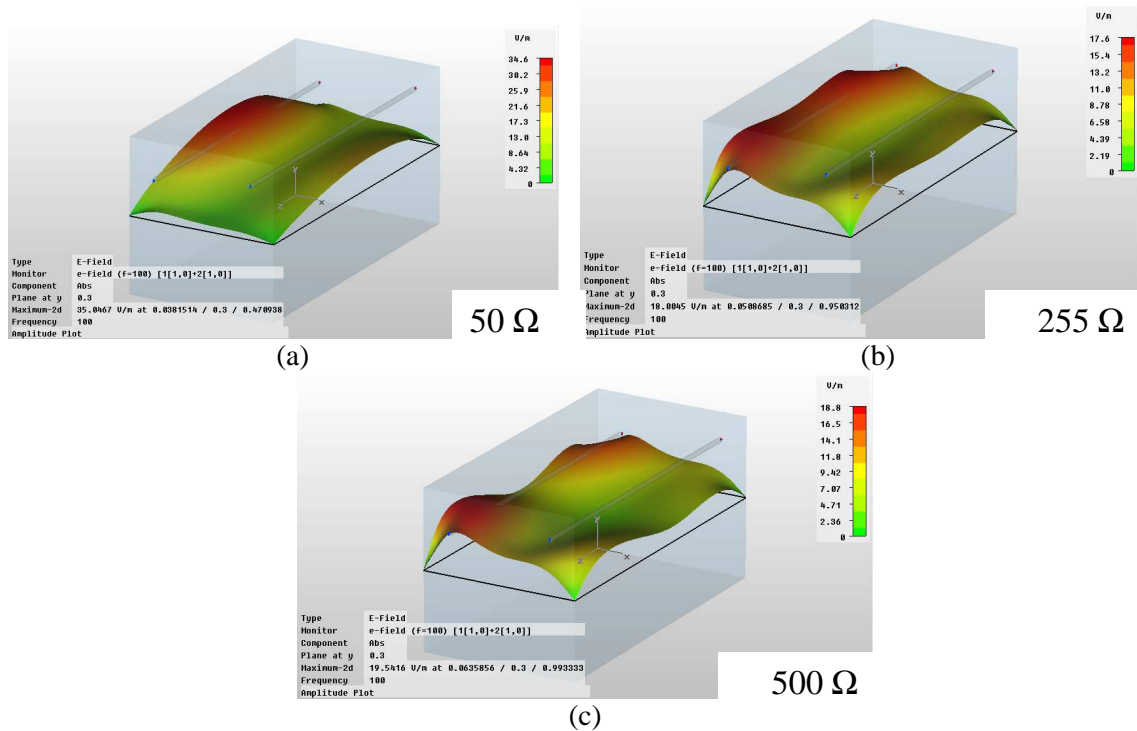 V/m
34.6
30.2
25.9
21.6
17.3
13.0
8.64
4.32
0
y
z x
Type E-Field
Monitor e-field (f=100) [1[1,0]+2[1,0]]
Component Abs
Plane at y 0.3
Maximum-2d 35.0467 V/m at 0.0381514 / 0.3 / 0.470938
Frequency 100
Amplitude Plot
50 Ω
(a)
V/m
17.6
15.4
13.2
11.0
8.78
6.58
4.39
2.19
0
y
z x
Type E-Field
Monitor e-field (f=100) [1[1,0]+2[1,0]]
Component Abs
Plane at y 0.3
Maximum-2d 18.0045 V/m at 0.0508685 / 0.3 / 0.950312
Frequency 100
Amplitude Plot
255 Ω
(b)
V/m
18.8
16.5
14.1
11.8
9.42
7.07
4.71
2.36
0
y
z x
Type E-Field
Monitor e-field (f=100) [1[1,0]+2[1,0]]
Component Abs
Plane at y 0.3
Maximum-2d 19.5416 V/m at 0.0635856 / 0.3 / 0.993333
Frequency 100
Amplitude Plot
500 Ω
(c)